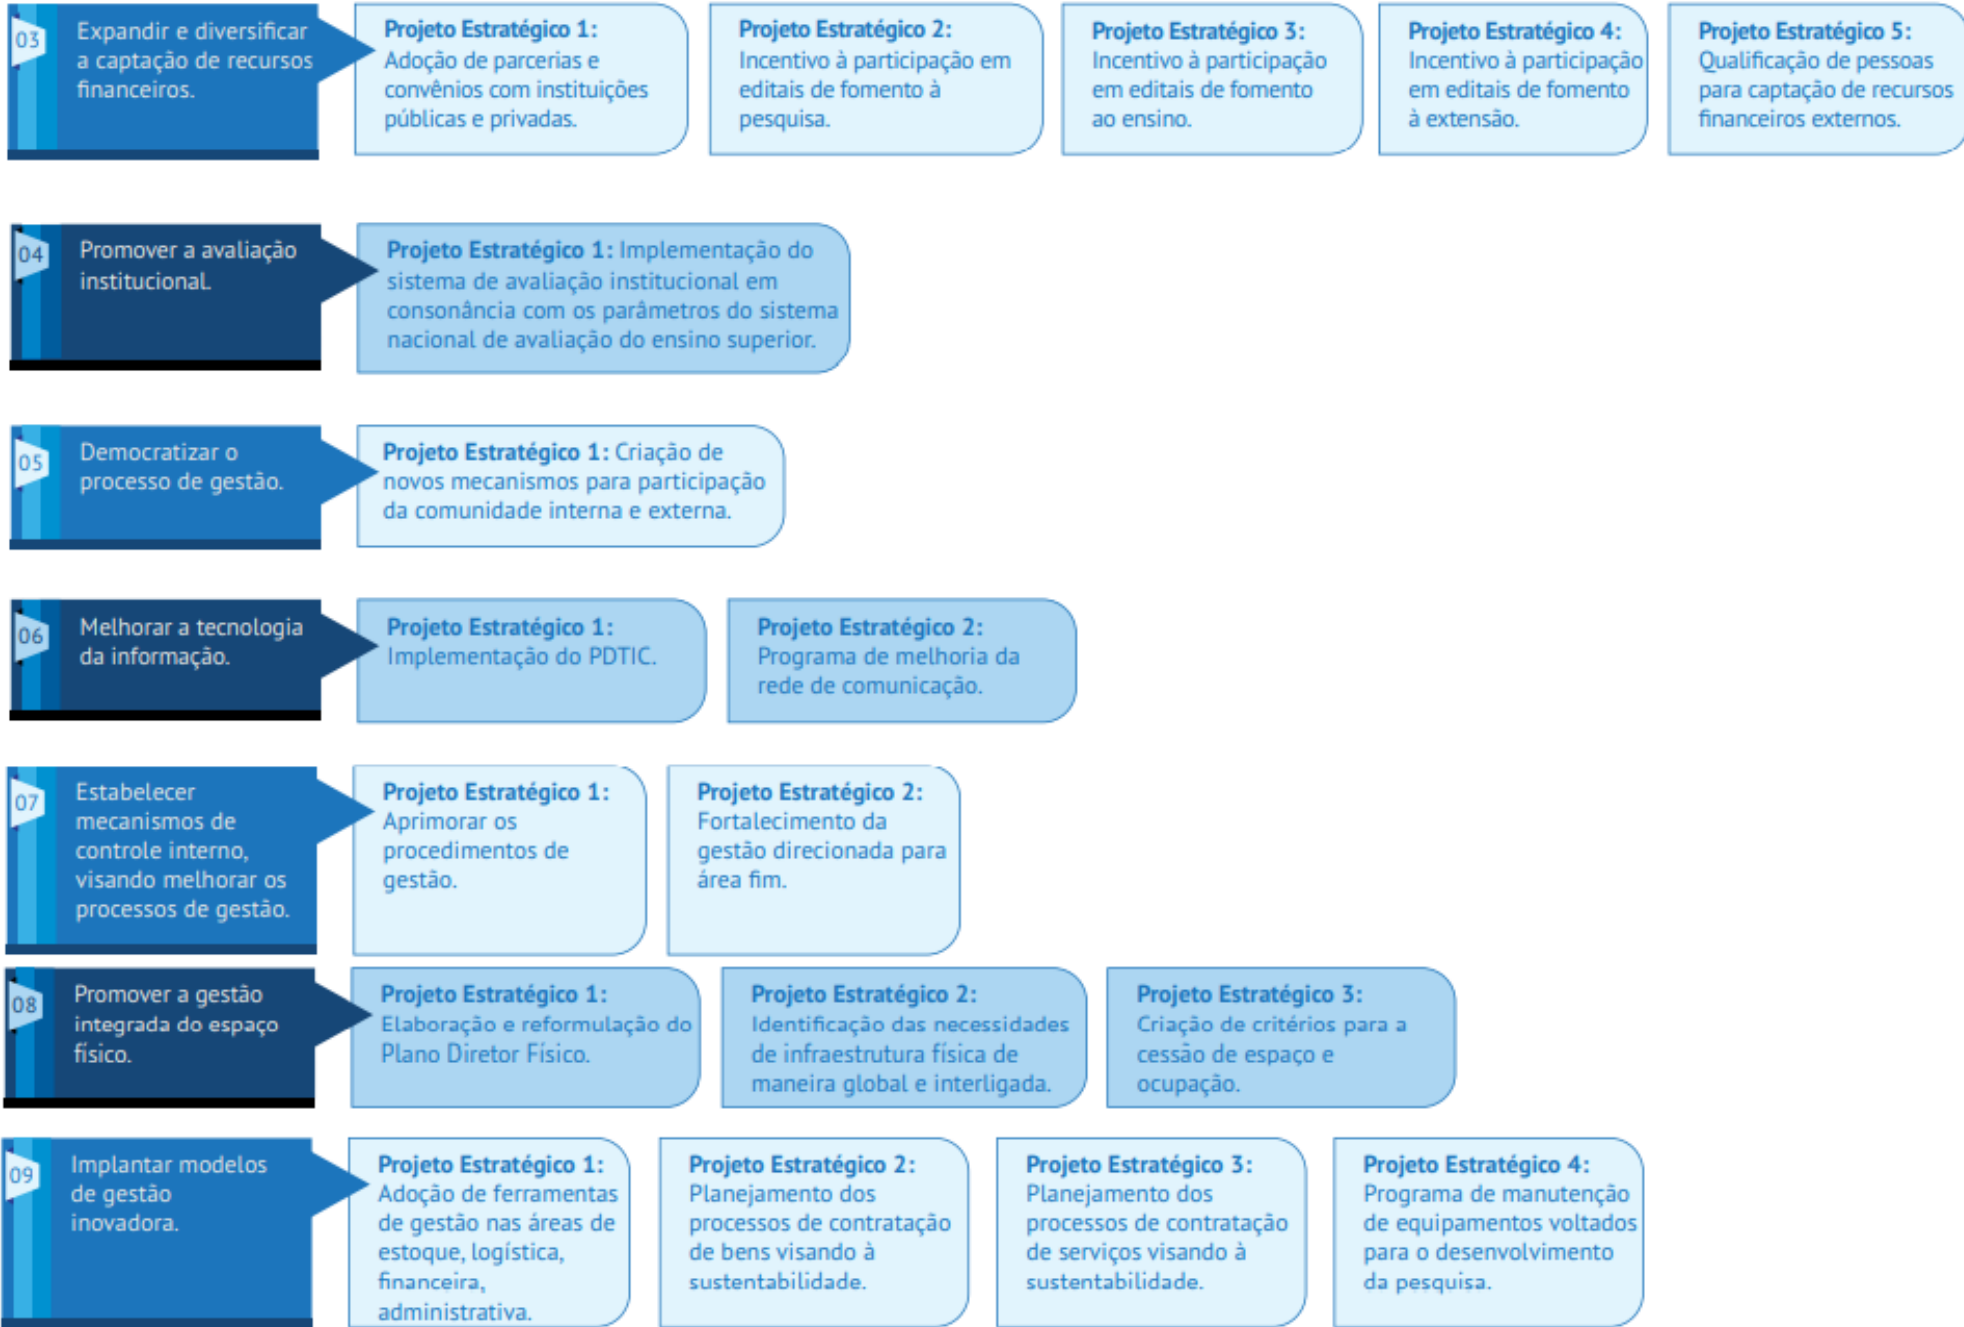 03
Expandir e diversificar
a captação de recursos
financeiros.
Projeto Estratégico 1:
Adoção de parcerias e
convênios com instituições
públicas e privadas.
Projeto Estratégico 2:
Incentivo à participação em
editais de fomento à
pesquisa.
Projeto Estratégico 3:
Incentivo à participação
em editais de fomento
ao ensino.
Projeto Estratégico 4:
Incentivo à participação
em editais de fomento
à extensão.
Projeto Estratégico 5:
Qualificação de pessoas
para captação de recursos
financeiros externos.
04
Promover a avaliação
institucional.
Projeto Estratégico 1: Implementação do
sistema de avaliação institucional em
consonância com os parâmetros do sistema
nacional de avaliação do ensino superior.
05
Democratizar o
processo de gestão.
Projeto Estratégico 1: Criação de
novos mecanismos para participação
da comunidade interna e externa.
06
Melhorar a tecnologia
da informação.
Projeto Estratégico 1:
Implementação do PDTIC.
Projeto Estratégico 2:
Programa de melhoria da
rede de comunicação.
07
Estabelecer
mecanismos de
controle interno,
visando melhorar os
processos de gestão.
Projeto Estratégico 1:
Aprimorar os
procedimentos de
gestão.
Projeto Estratégico 2:
Fortalecimento da
gestão direcionada para
área fim.
08
Promover a gestão
integrada do espaço
físico.
Projeto Estratégico 1:
Elaboração e reformulação do
Plano Diretor Físico.
Projeto Estratégico 2:
Identificação das necessidades
de infraestrutura física de
maneira global e interligada.
Projeto Estratégico 3:
Criação de critérios para a
cessão de espaço e
ocupação.
09
Implantar modelos
de gestão
inovadora.
Projeto Estratégico 1:
Adoção de ferramentas
de gestão nas áreas de
estoque, logística,
financeira,
administrativa.
Projeto Estratégico 2:
Planejamento dos
processos de contratação
de bens visando à
sustentabilidade.
Projeto Estratégico 3:
Planejamento dos
processos de contratação
de serviços visando à
sustentabilidade.
Projeto Estratégico 4:
Programa de manutenção
de equipamentos voltados
para o desenvolvimento
da pesquisa.